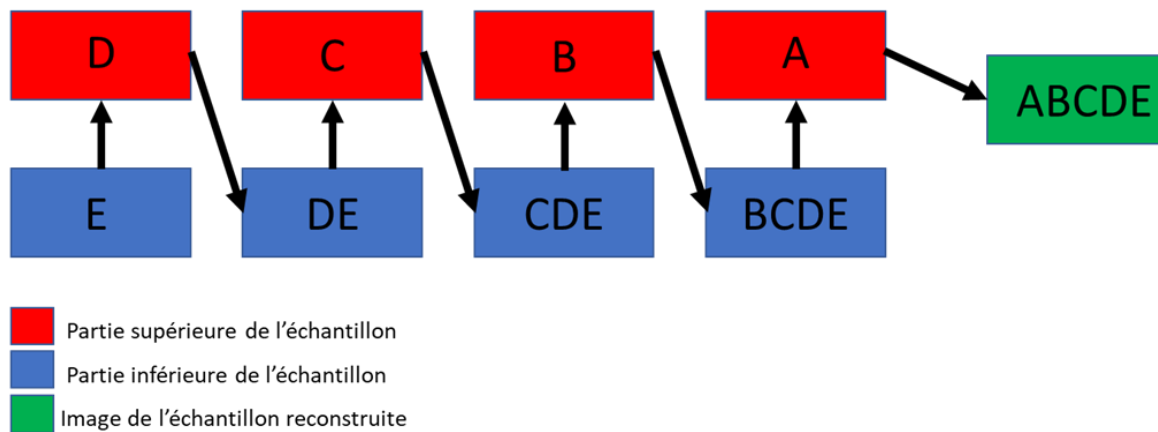 D
C
B
A
ABCDE
E
DE
CDE
BCDE
Partie supérieure de l'échantillon
Partie inférieure de l'échantillon
Image de l'échantillon reconstruite